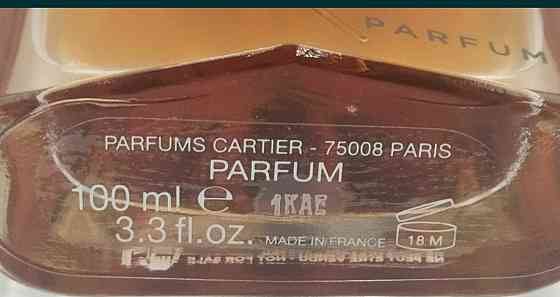 PARFUM
PARFUMS CARTIER - 75008 PARIS
PARFUM
100 ml ℮ 1KAE
3.3 fl.oz. MADE IN FRANCE 18 M